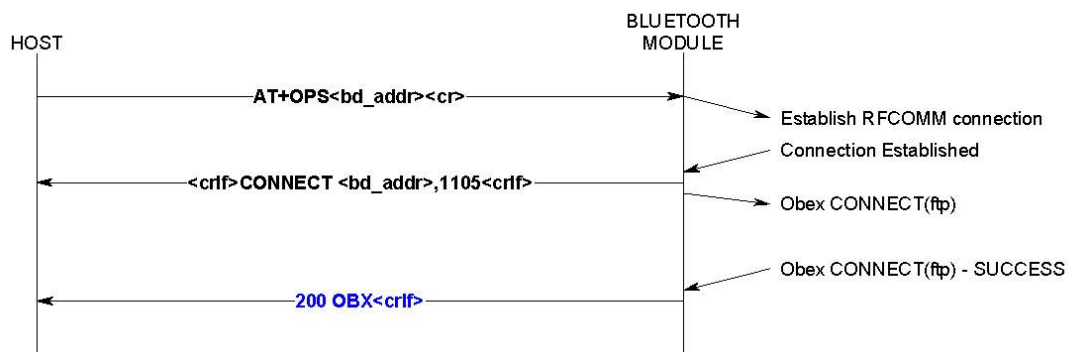 HOST
BLUETOOTH
MODULE
AT+OPS<bd_addr><cr>
Establish RFCOMM connection
Connection Established
<crlf>CONNECT <bd_addr>,1105<crlf>
Obex CONNECT(ftp)
Obex CONNECT(ftp) - SUCCESS
200 OBX<crlf>